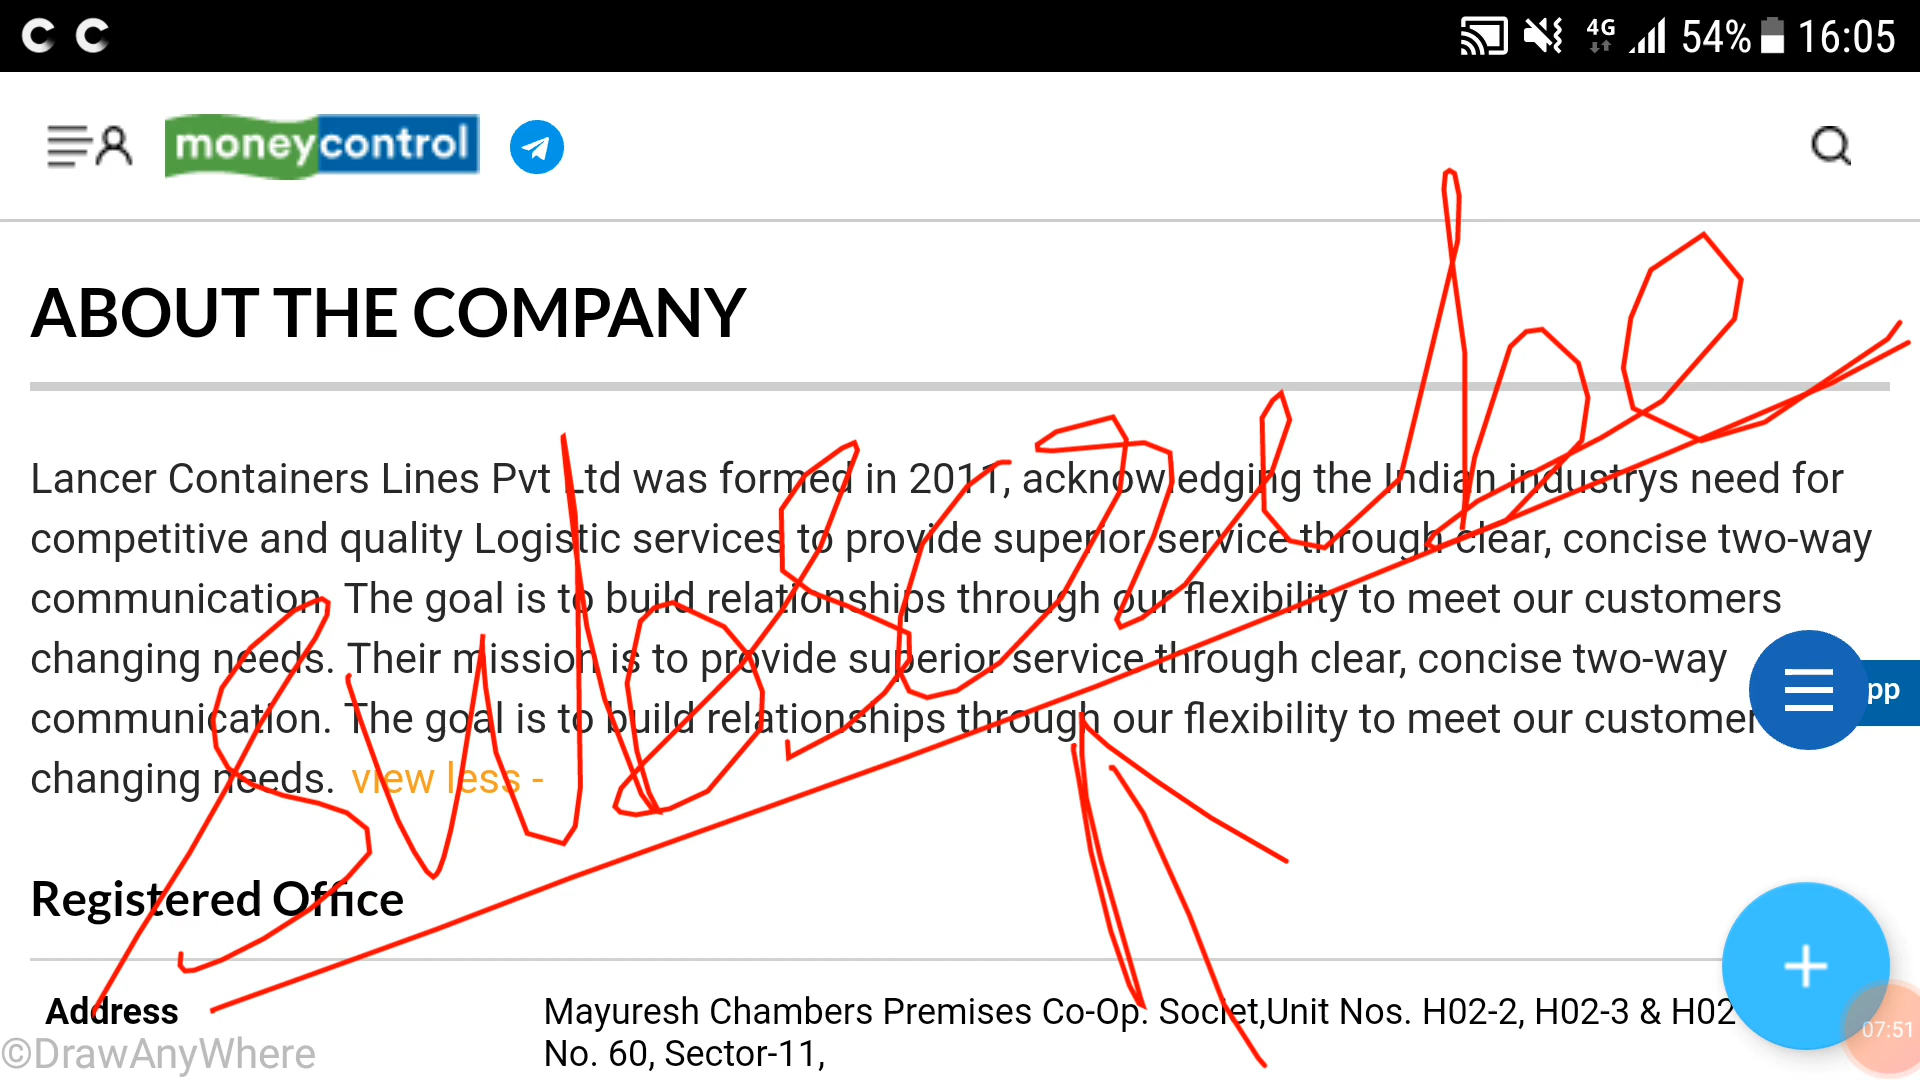 4G 54% 16:05
moneycontrol
ABOUT THE COMPANY
Lancer Containers Lines Pvt Ltd was formed in 2011, acknowledging the Indian industrys need for
competitive and quality Logistic services to provide superior service through clear, concise two-way
communication. The goal is to build relationships through our flexibility to meet our customers
changing needs. Their mission is to provide superior service through clear, concise two-way
communication. The goal is to build relationships through our flexibility to meet our customer
pp
changing needs. view less -
subscribe
Registered Office
Address Mayuresh Chambers Premises Co-Op. Societ,Unit Nos. H02-2, H02-3 & H02
No. 60, Sector-11,
07:51
©DrawAnyWhere